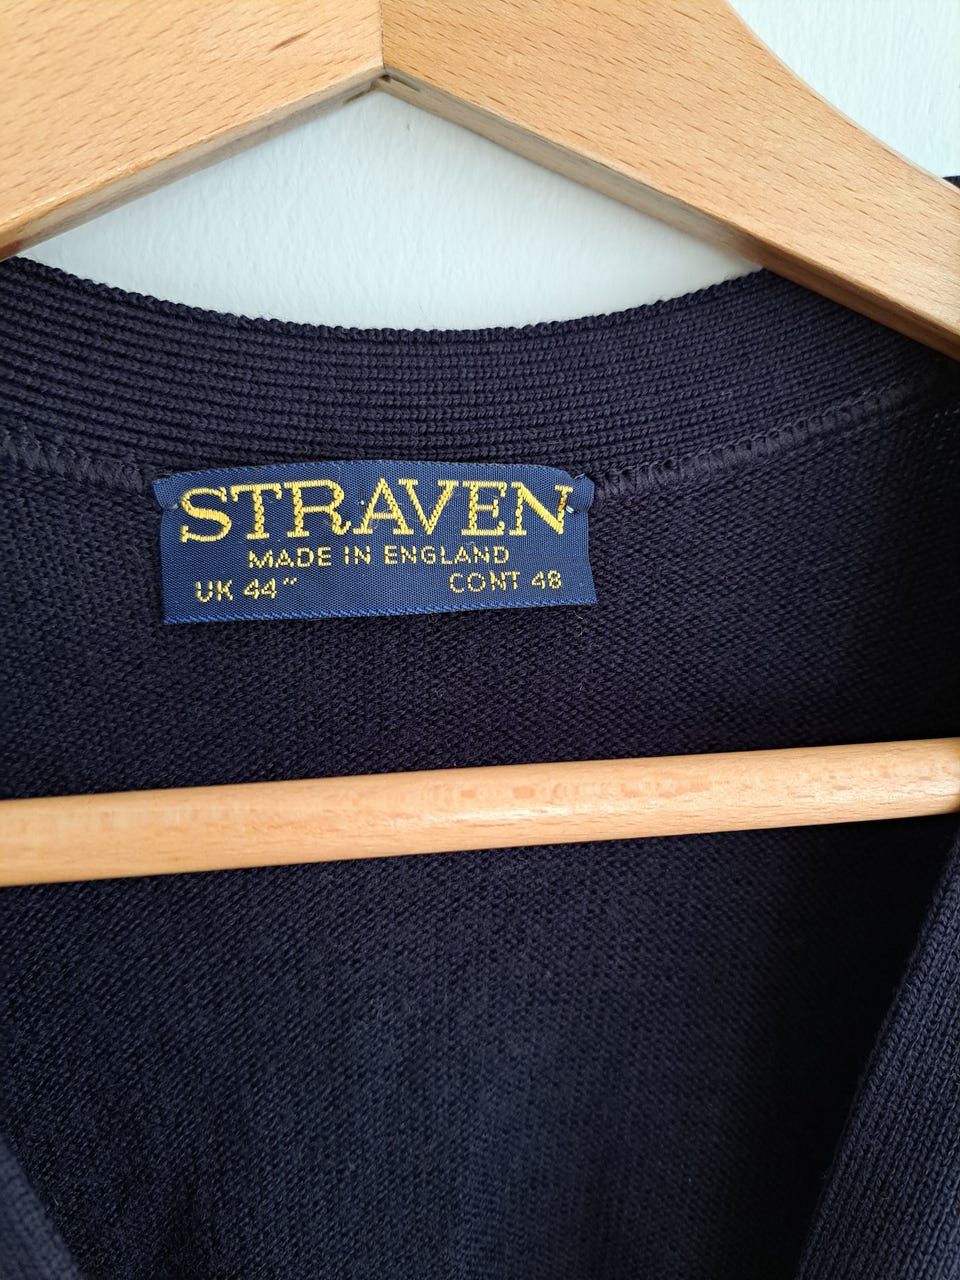 STRAVEN
MADE IN ENGLAND
UK 44" CONT 48